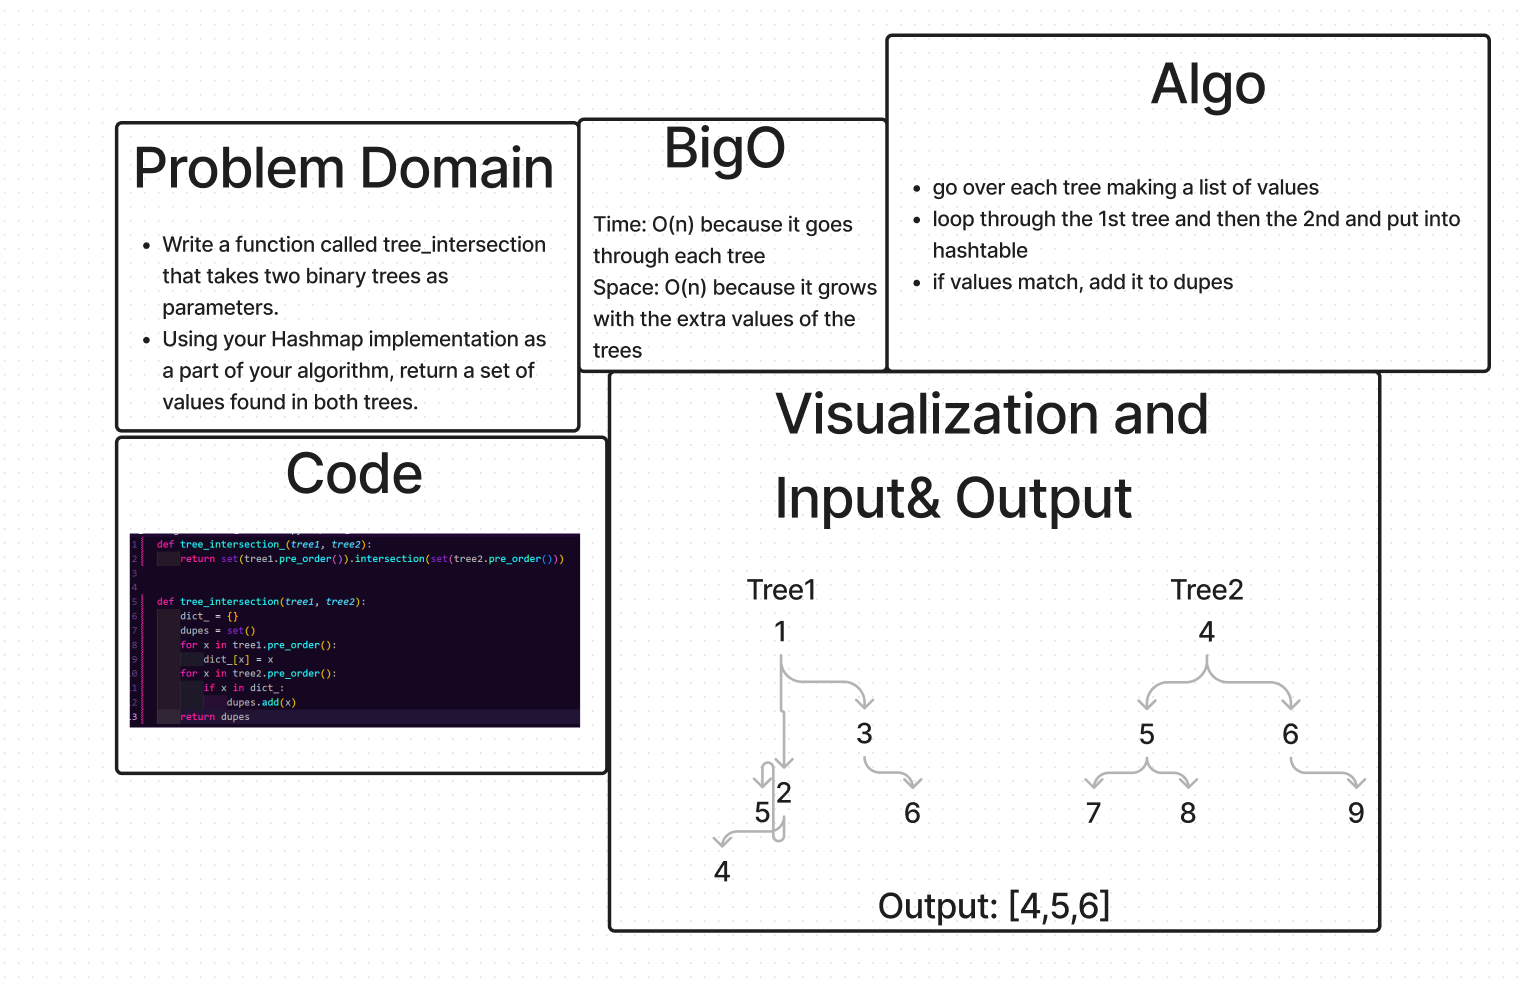 Problem Domain
• Write a function called tree_intersection
that takes two binary trees as
parameters.
• Using your Hashmap implementation as
a part of your algorithm, return a set of
values found in both trees.
BigO
Time: O(n) because it goes
through each tree
Space: O(n) because it grows
with the extra values of the
trees
Algo
• go over each tree making a list of values
• loop through the 1st tree and then the 2nd and put into
hashtable
• if values match, add it to dupes
Code
1 def tree_intersection_(tree1, tree2):
2 return set(tree1.pre_order()).intersection(set(tree2.pre_order()))
3
4
5 def tree_intersection(tree1, tree2):
6 dict_ = {}
7 dupes = set()
8 for x in tree1.pre_order():
9 dict_[x] = x
0 for x in tree2.pre_order():
1 if x in dict_:
2 dupes.add(x)
3 return dupes
Visualization and
Input& Output
Tree1
1
3
2
5
6
4
Tree2
4
5 6
7 8 9
Output: [4,5,6]